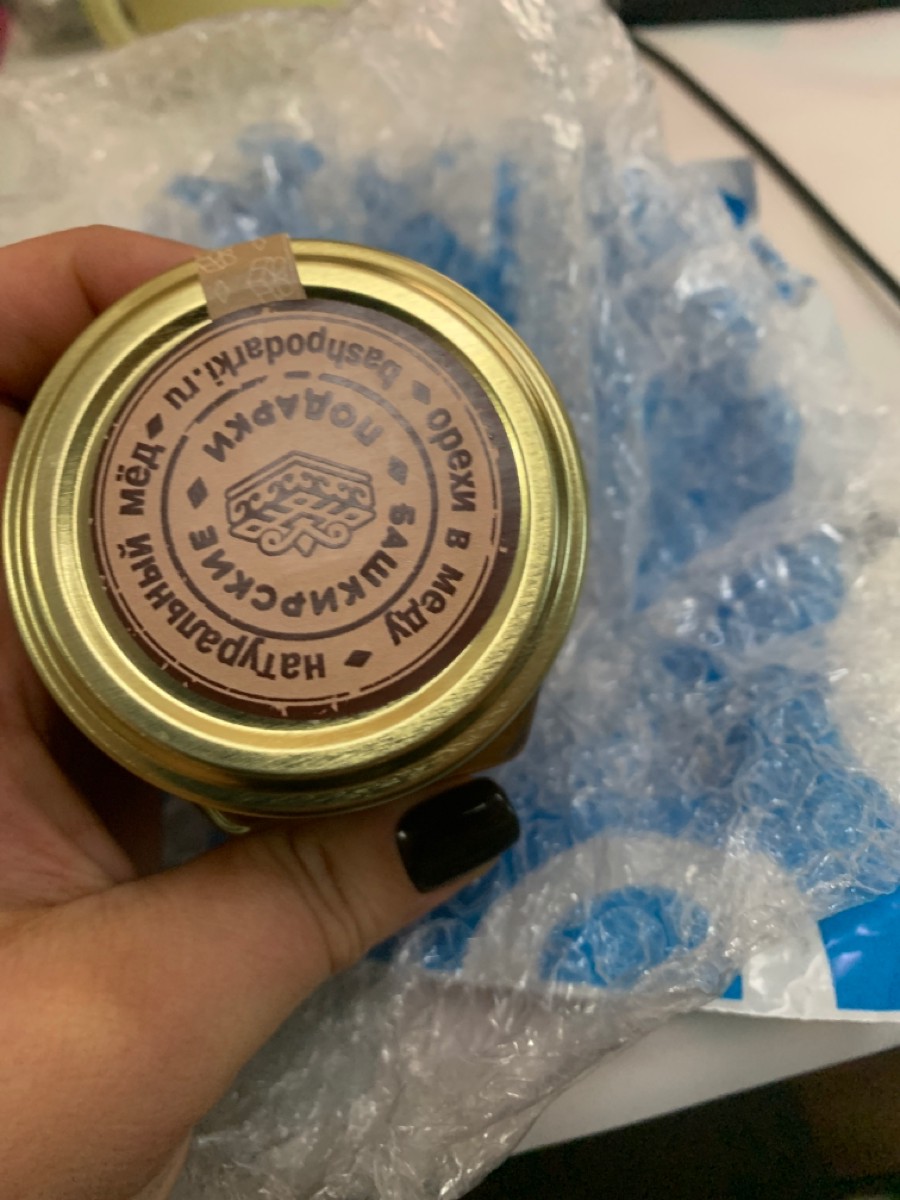 натуральный мёд ♦ bashpodarki.ru ♦ орехи в меду ♦
БАШКИРСКИЕ ♦ ПОДАРКИ ♦